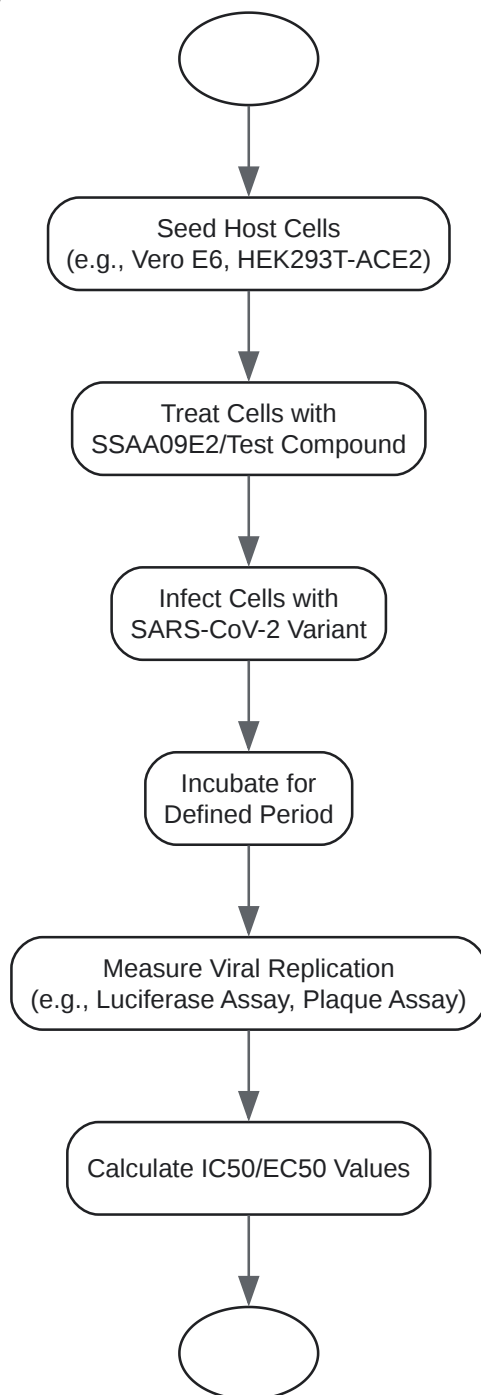 Seed Host Cells
(e.g., Vero E6, HEK293T-ACE2)
Treat Cells with
SSAA09E2/Test Compound
Infect Cells with
SARS-CoV-2 Variant
Incubate for
Defined Period
Measure Viral Replication
(e.g., Luciferase Assay, Plaque Assay)
Calculate IC50/EC50 Values